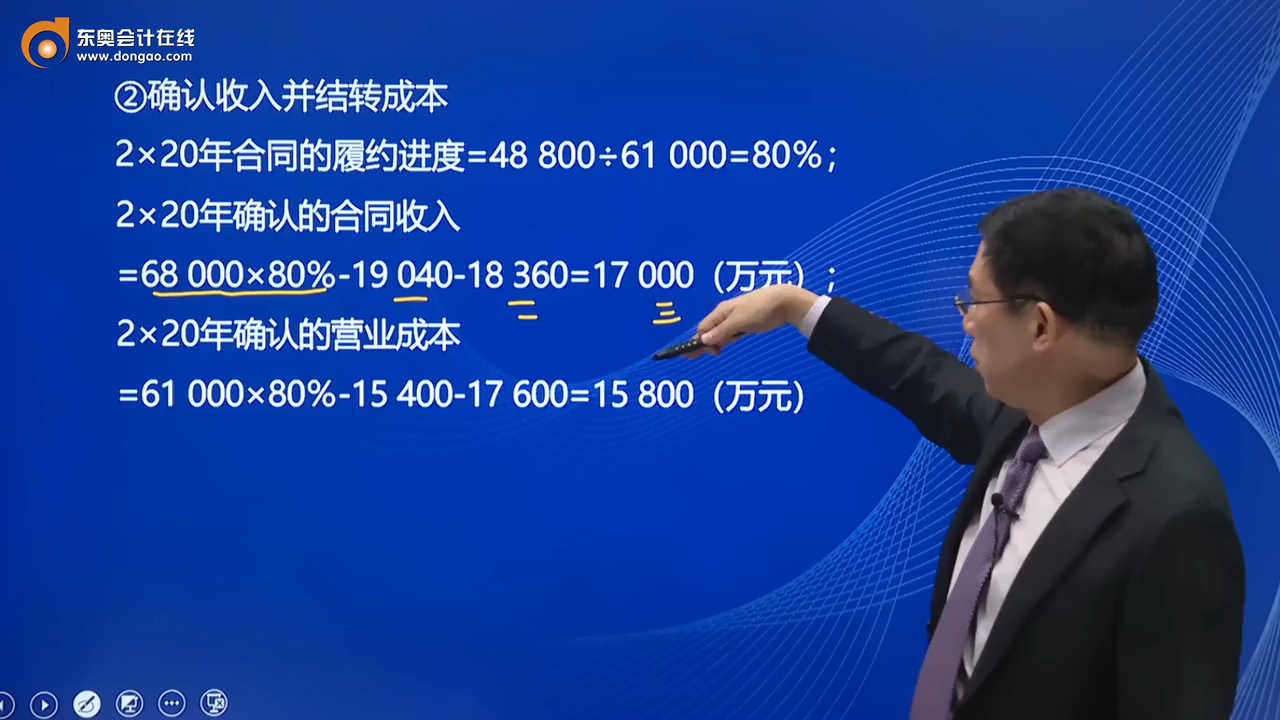 东奥会计在线
www.dongao.com
②确认收入并结转成本
2×20年合同的履约进度=48 800÷61 000=80%；
2×20年确认的合同收入
=68 000×80%-19 040-18 360=17 000（万元）；
2×20年确认的营业成本
=61 000×80%-15 400-17 600=15 800（万元）